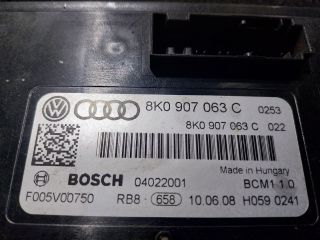 8K0 907 063 C 0253
8K0 907 063 C 022
Made in Hungary
BOSCH 04022001 BCM1 1.0
F005V00750 RB8- 658 10.06.08 H059 0241